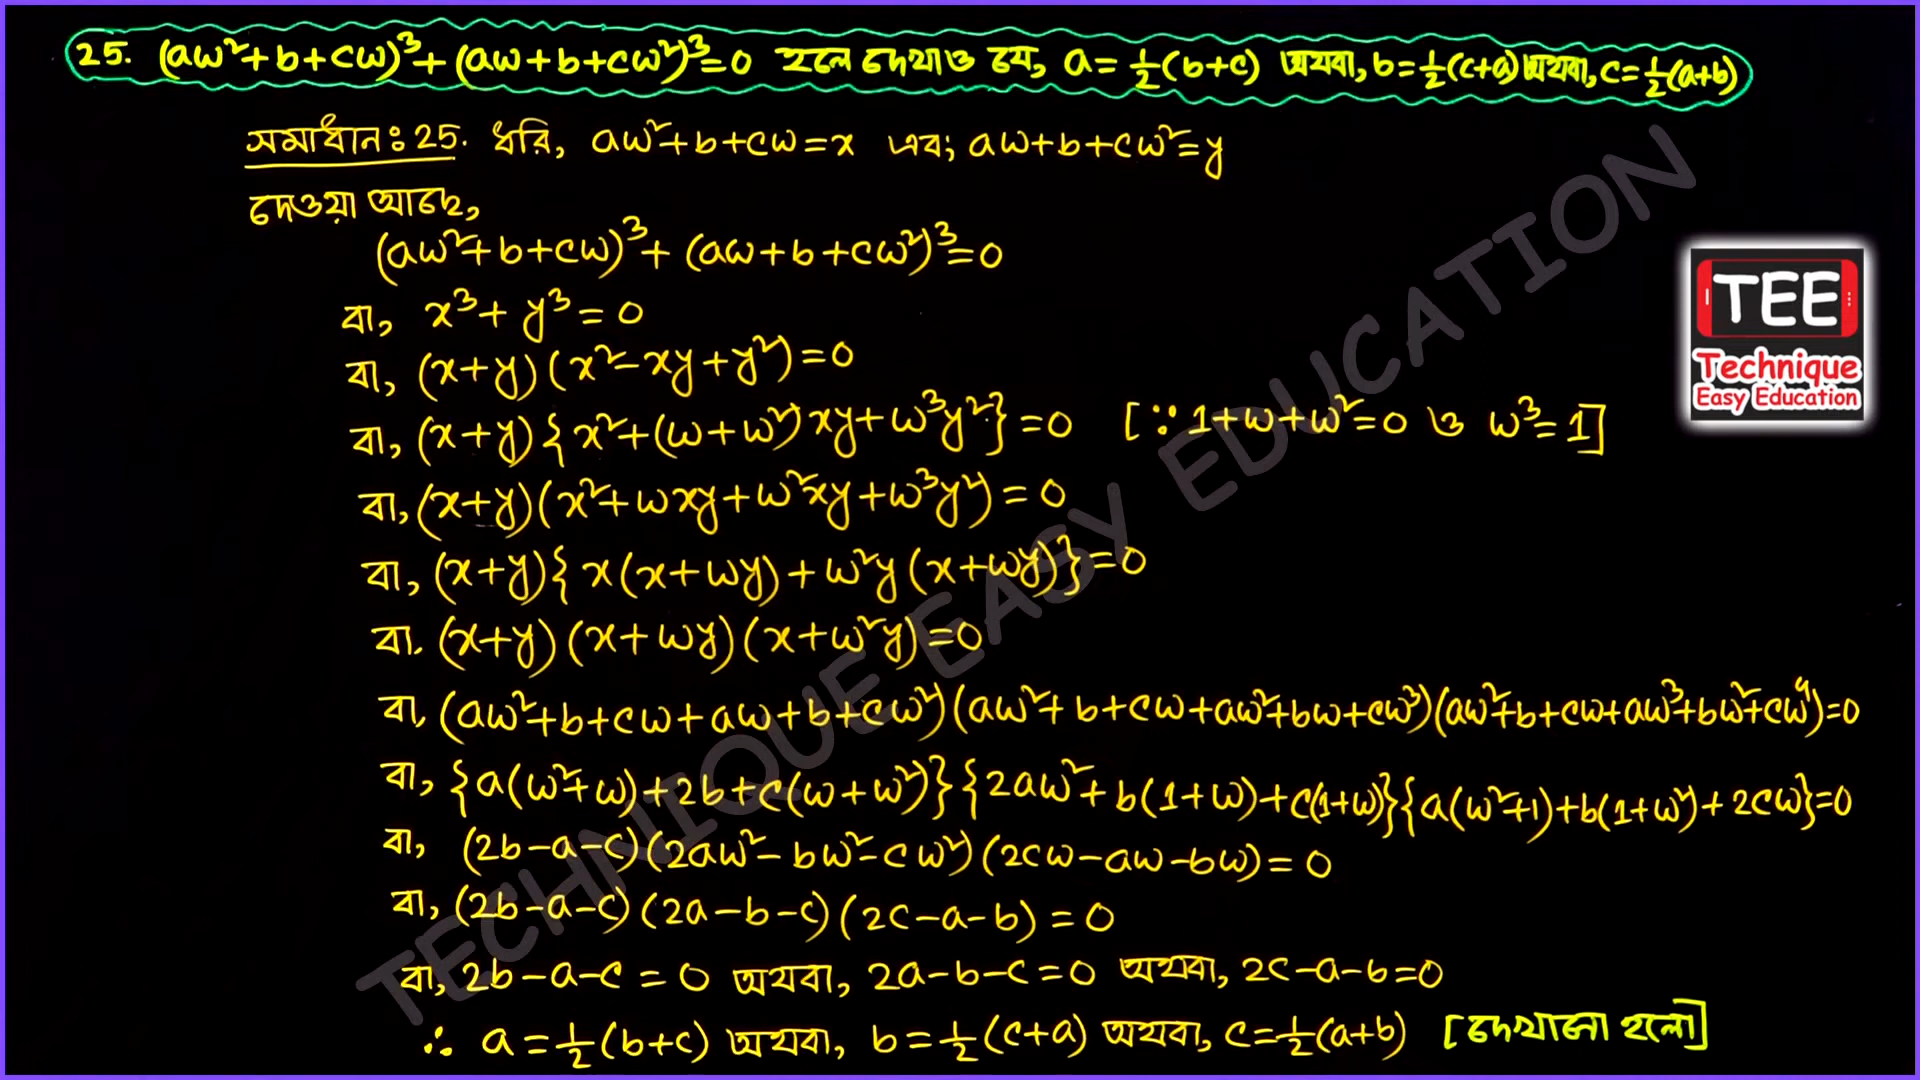 25. (aω²+b+cω)³+(aω+b+cω²)³=0 হলে দেখাও যে, a=½(b+c) অথবা, b=½(c+a) অথবা, c=½(a+b)
সমাধানঃ 25. ধরি, aω²+b+cω=x এবং aω+b+cω²=y
দেওয়া আছে,
(aω²+b+cω)³+(aω+b+cω²)³=0
বা, x³+y³=0
বা, (x+y)(x²-xy+y²)=0
বা, (x+y){x²+(ω+ω²)xy+ω³y²}=0 [∵1+ω+ω²=0 ও ω³=1]
বা, (x+y)(x²+ωxy+ω²xy+ω³y²)=0
বা, (x+y){x(x+ωy)+ω²y(x+ωy)}=0
বা. (x+y)(x+ωy)(x+ω²y)=0
বা, (aω²+b+cω+aω+b+cω²)(aω²+b+cω+aω²+bω+cω³)(aω²+b+cω+aω³+bω²+cω⁴)=0
বা, {a(ω²+ω)+2b+c(ω+ω²)}{2aω²+b(1+ω)+c(1+ω)}{a(ω²+1)+b(1+ω²)+2cω}=0
বা, (2b-a-c)(2aω²-bω²-cω²)(2cω-aω-bω)=0
বা, (2b-a-c)(2a-b-c)(2c-a-b)=0
বা, 2b-a-c=0 অথবা, 2a-b-c=0 অথবা, 2c-a-b=0
∴ a=½(b+c) অথবা, b=½(c+a) অথবা, c=½(a+b) [দেখানো হলো]
TEE
Technique
Easy Education
TECHNIQUE EASY EDUCATION